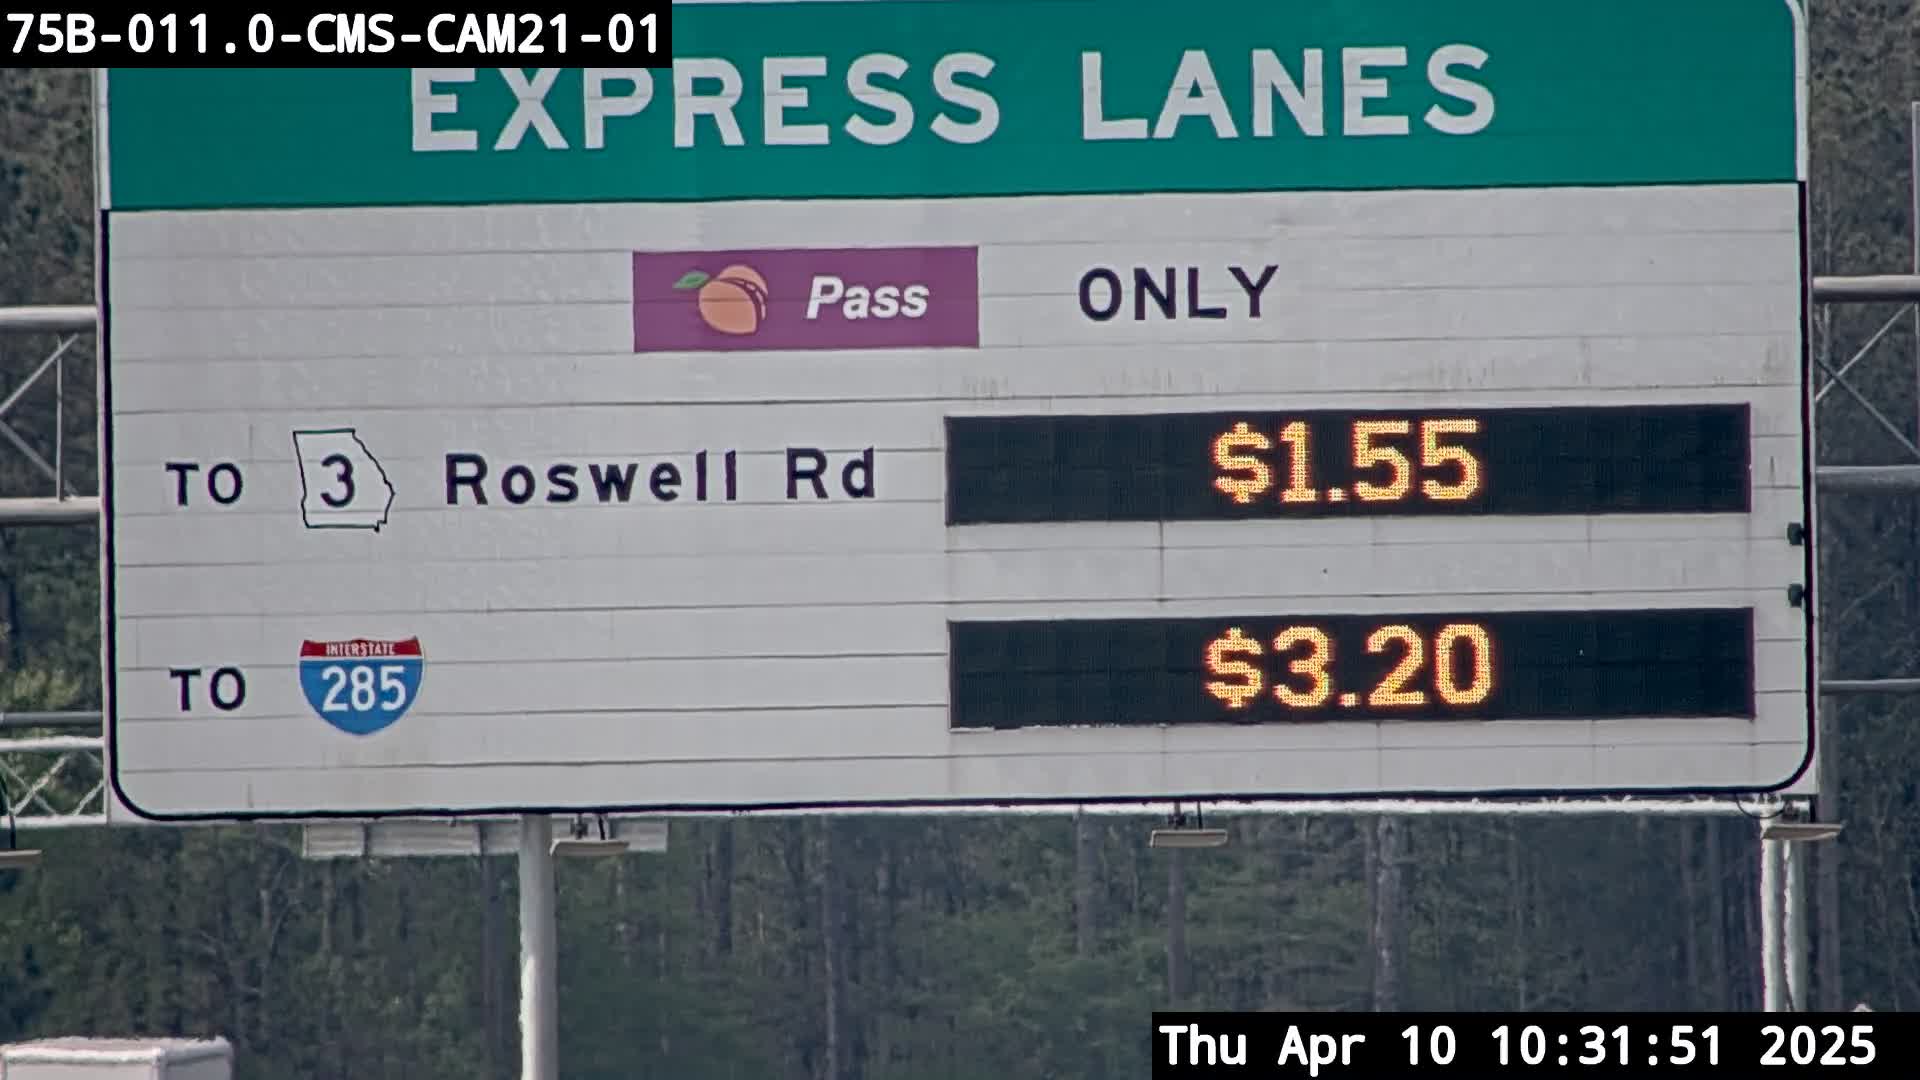 75B-011.0-CMS-CAM21-01
EXPRESS LANES
Pass ONLY
TO 3 Roswell Rd $1.55
TO INTERSTATE 285 $3.20
Thu Apr 10 10:31:51 2025